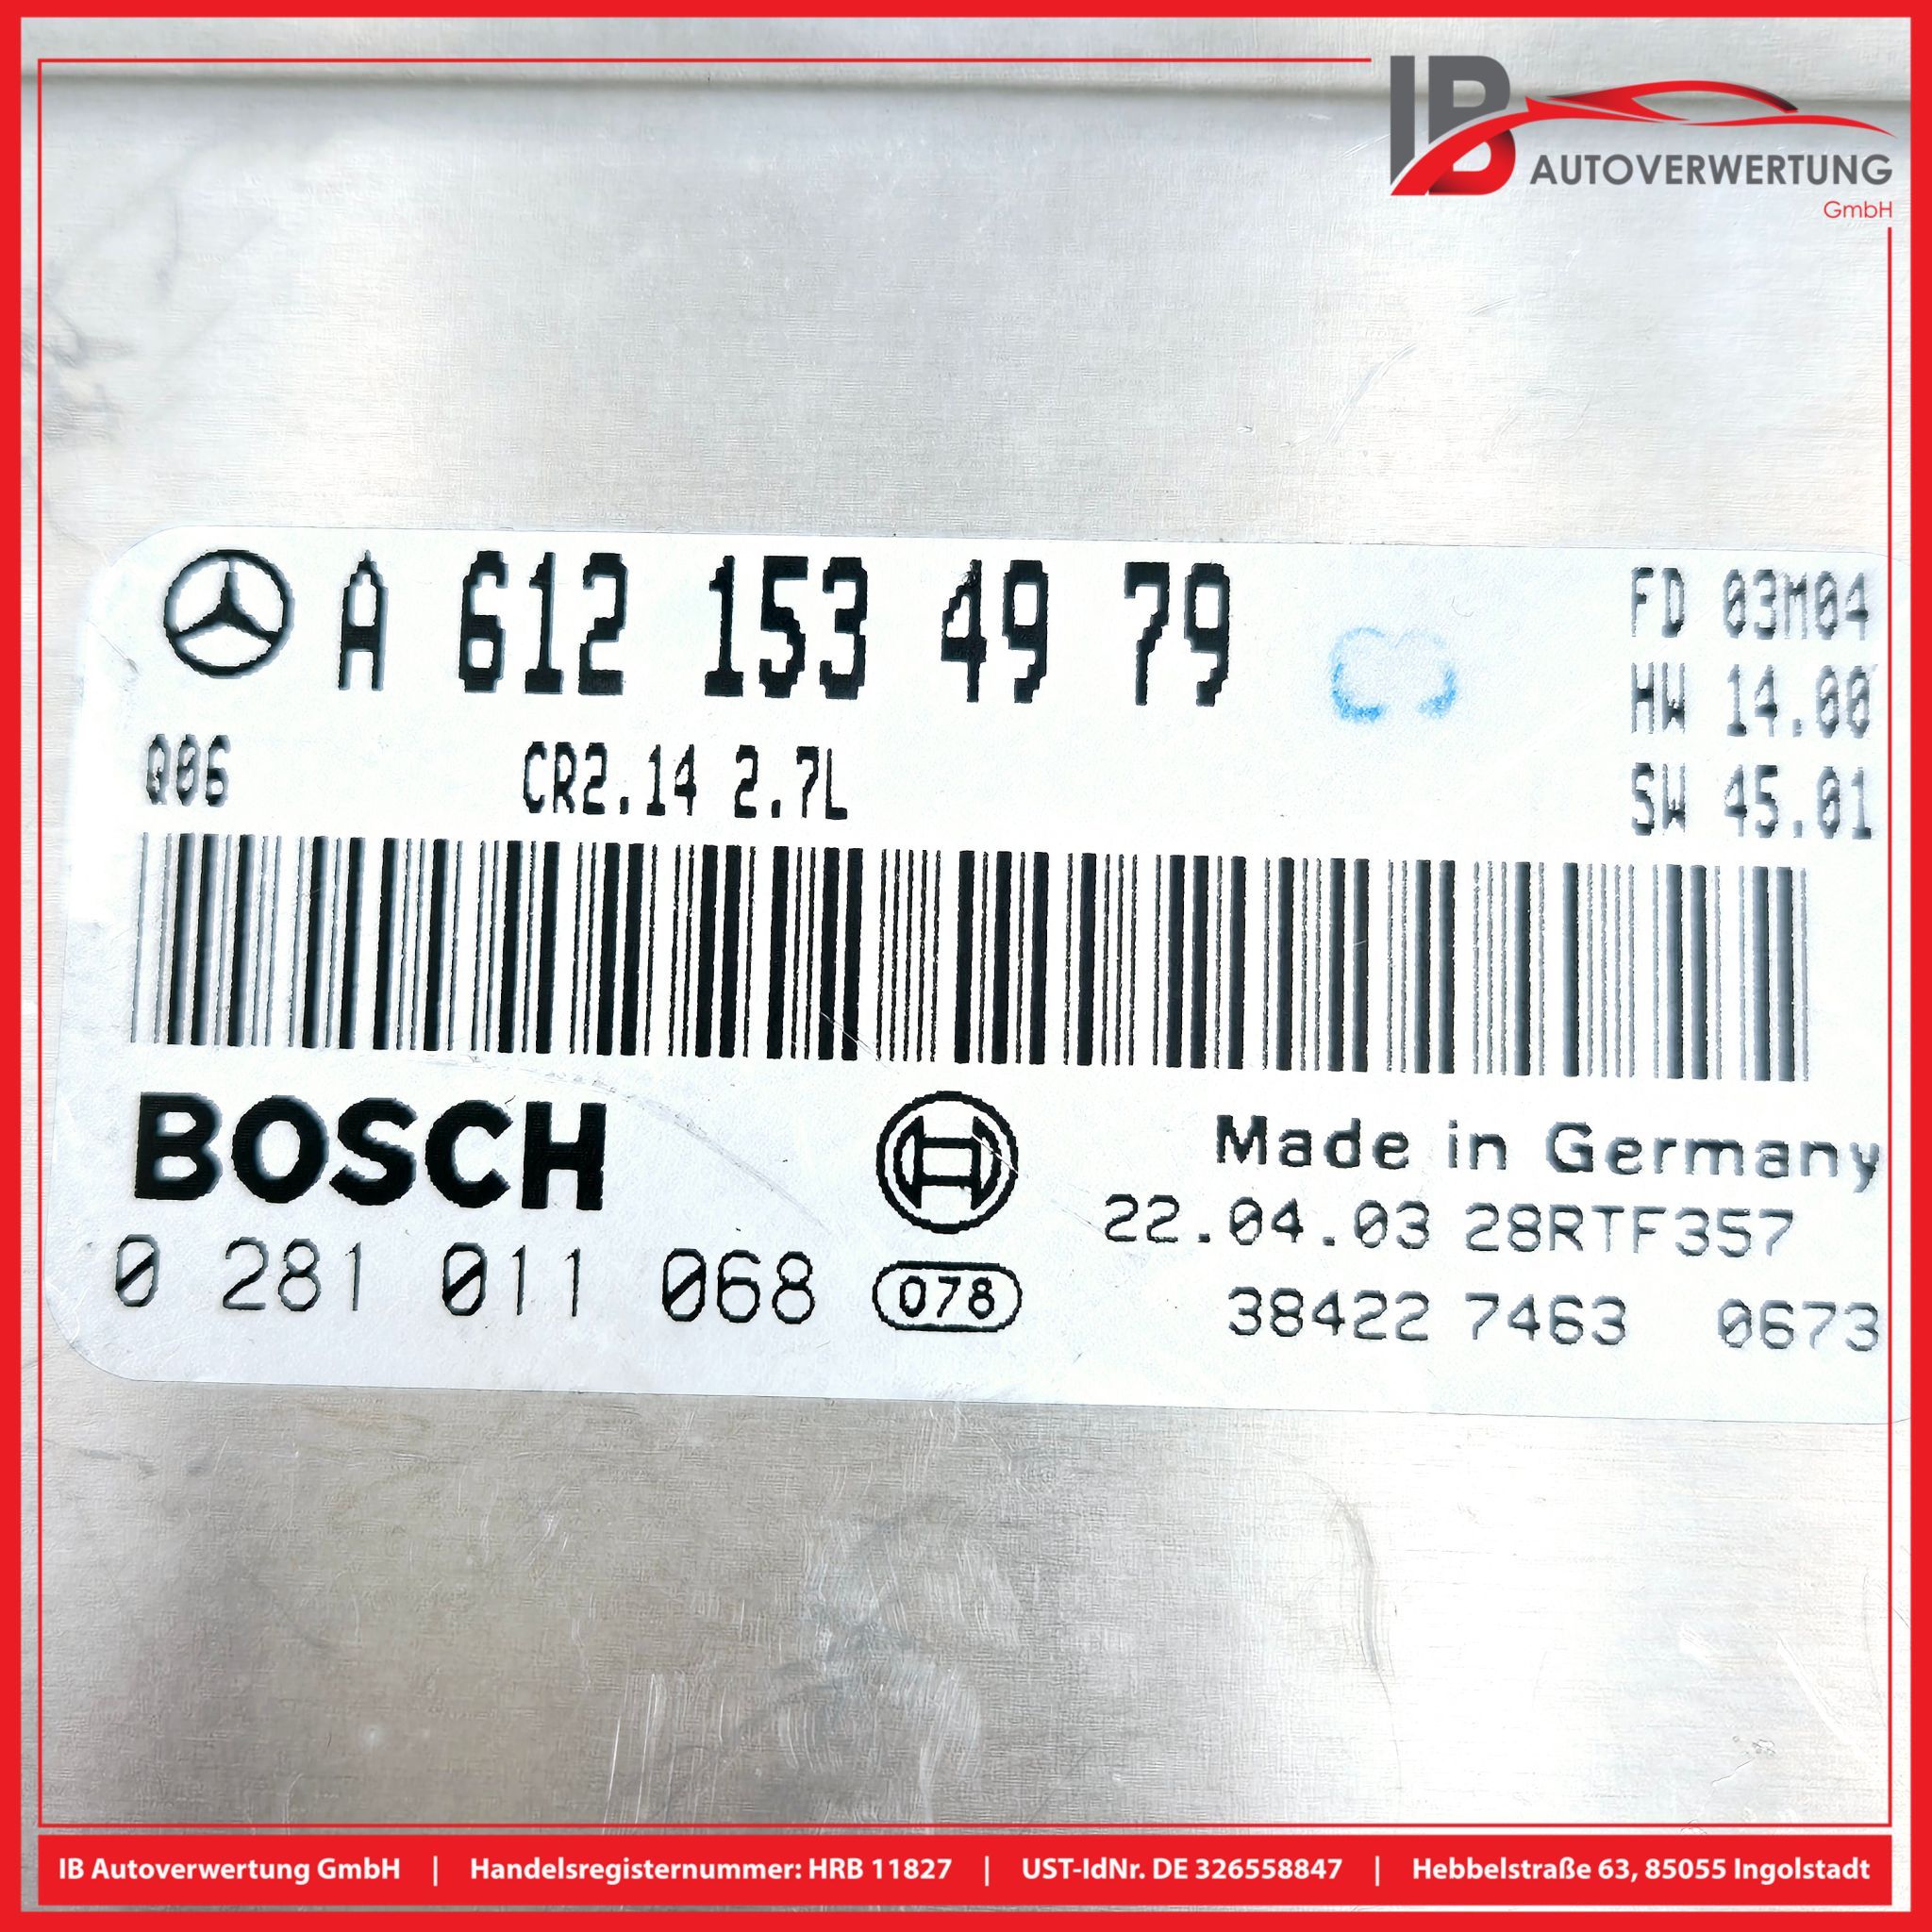 IB
AUTOVERWERTUNG
GmbH
A 612 153 49 79
FD 03M04
HW 14.00
Q06 CR2.14 2.7L
SW 45.01
BOSCH
Made in Germany
22.04.03 28RTF357
0 281 011 068 078
38422 7463 0673
IB Autoverwertung GmbH | Handelsregisternummer: HRB 11827 | UST-IdNr. DE 326558847 | Hebbelstraße 63, 85055 Ingolstadt